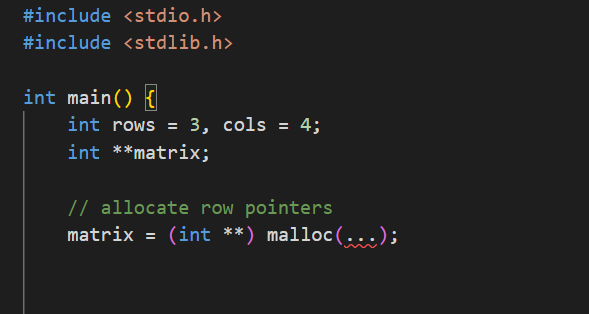 #include <stdio.h>
#include <stdlib.h>
int main() {
int rows = 3, cols = 4;
int **matrix;
// allocate row pointers
matrix = (int **) malloc(...);